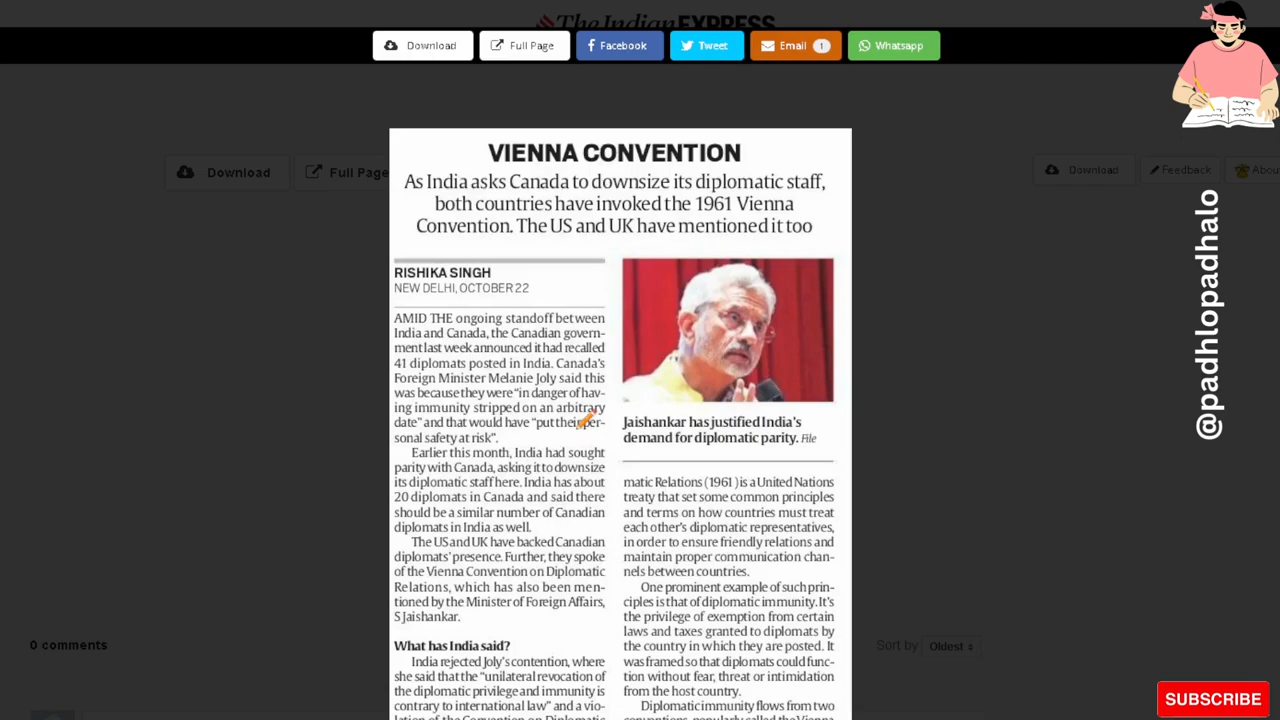 The Indian EXPRESS
Download
Full Page
Facebook
Tweet
Email 1
Whatsapp
Download
Full Page
Download
Feedback
@padhlopadhalo
VIENNA CONVENTION
As India asks Canada to downsize its diplomatic staff,
both countries have invoked the 1961 Vienna
Convention. The US and UK have mentioned it too
RISHIKA SINGH
NEW DELHI, OCTOBER 22
AMID THE ongoing standoff between
India and Canada, the Canadian govern-
ment last week announced it had recalled
41 diplomats posted in India. Canada's
Foreign Minister Melanie Joly said this
was because they were "in danger of hav-
ing immunity stripped on an arbitrary
date" and that would have "put their per-
sonal safety at risk".
Earlier this month, India had sought
parity with Canada, asking it to downsize
its diplomatic staff here. India has about
20 diplomats in Canada and said there
should be a similar number of Canadian
diplomats in India as well.
The US and UK have backed Canadian
diplomats' presence. Further, they spoke
of the Vienna Convention on Diplomatic
Relations, which has also been men-
tioned by the Minister of Foreign Affairs,
S Jaishankar.
What has India said?
India rejected Joly's contention, where
she said that the "unilateral revocation of
the diplomatic privilege and immunity is
contrary to international law" and a vio-
lation of the Convention on Diplomatic
Jaishankar has justified India's
demand for diplomatic parity. File
matic Relations (1961) is a United Nations
treaty that set some common principles
and terms on how countries must treat
each other's diplomatic representatives,
in order to ensure friendly relations and
maintain proper communication chan-
nels between countries.
One prominent example of such prin-
ciples is that of diplomatic immunity. It's
the privilege of exemption from certain
laws and taxes granted to diplomats by
the country in which they are posted. It
was framed so that diplomats could func-
tion without fear, threat or intimidation
from the host country.
Diplomatic immunity flows from two
conventions, popularly called the Vienna
0 comments
Sort by Oldest
SUBSCRIBE